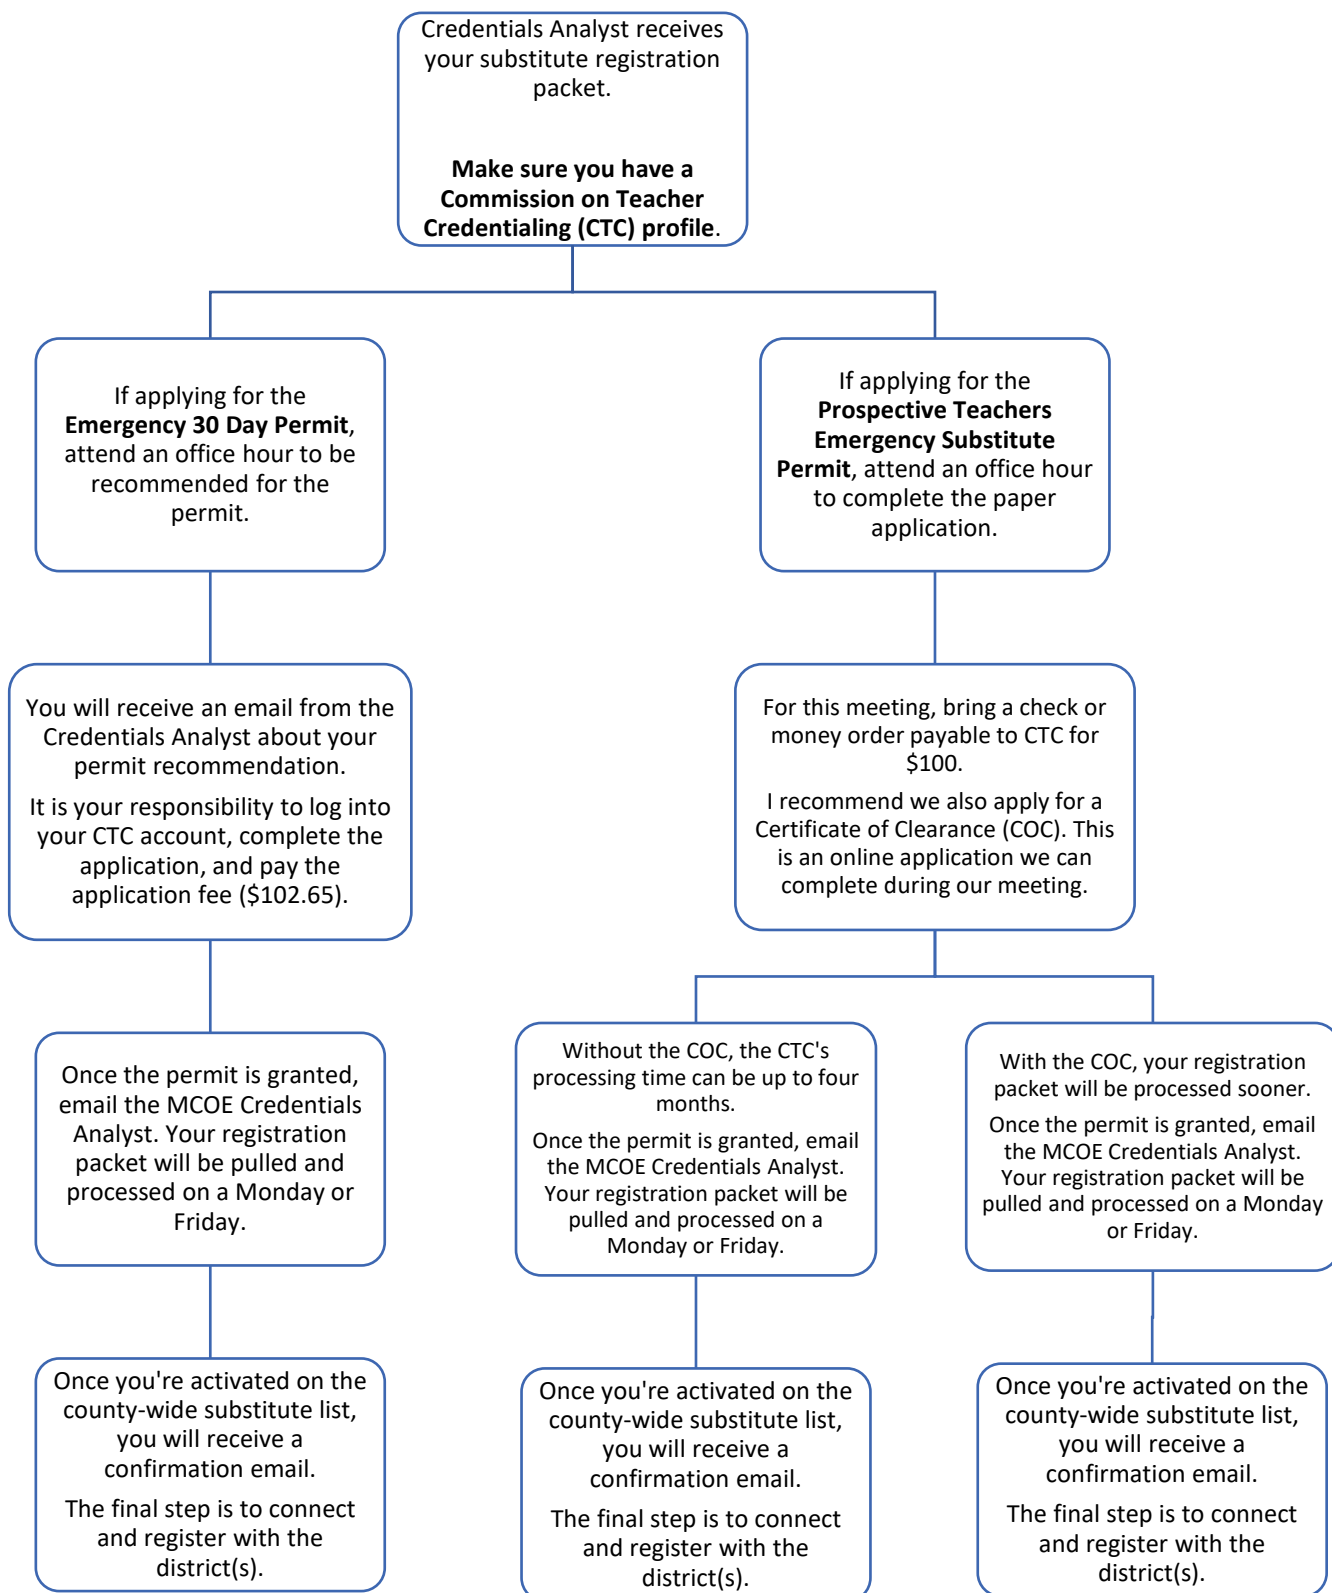 Credentials Analyst receives
your substitute registration
packet.
Make sure you have a
Commission on Teacher
Credentialing (CTC) profile.
If applying for the
Emergency 30 Day Permit,
attend an office hour to be
recommended for the
permit.
If applying for the
Prospective Teachers
Emergency Substitute
Permit, attend an office hour
to complete the paper
application.
You will receive an email from the
Credentials Analyst about your
permit recommendation.
It is your responsibility to log into
your CTC account, complete the
application, and pay the
application fee ($102.65).
For this meeting, bring a check or
money order payable to CTC for
$100.
I recommend we also apply for a
Certificate of Clearance (COC). This
is an online application we can
complete during our meeting.
Once the permit is granted,
email the MCOE Credentials
Analyst. Your registration
packet will be pulled and
processed on a Monday or
Friday.
Without the COC, the CTC's
processing time can be up to four
months.
Once the permit is granted, email
the MCOE Credentials Analyst.
Your registration packet will be
pulled and processed on a
Monday or Friday.
With the COC, your registration
packet will be processed sooner.
Once the permit is granted, email
the MCOE Credentials Analyst.
Your registration packet will be
pulled and processed on a Monday
or Friday.
Once you're activated on the
county-wide substitute list,
you will receive a
confirmation email.
The final step is to connect
and register with the
district(s).
Once you're activated on the
county-wide substitute list,
you will receive a
confirmation email.
The final step is to connect
and register with the
district(s).
Once you're activated on the
county-wide substitute list,
you will receive a
confirmation email.
The final step is to connect
and register with the
district(s).